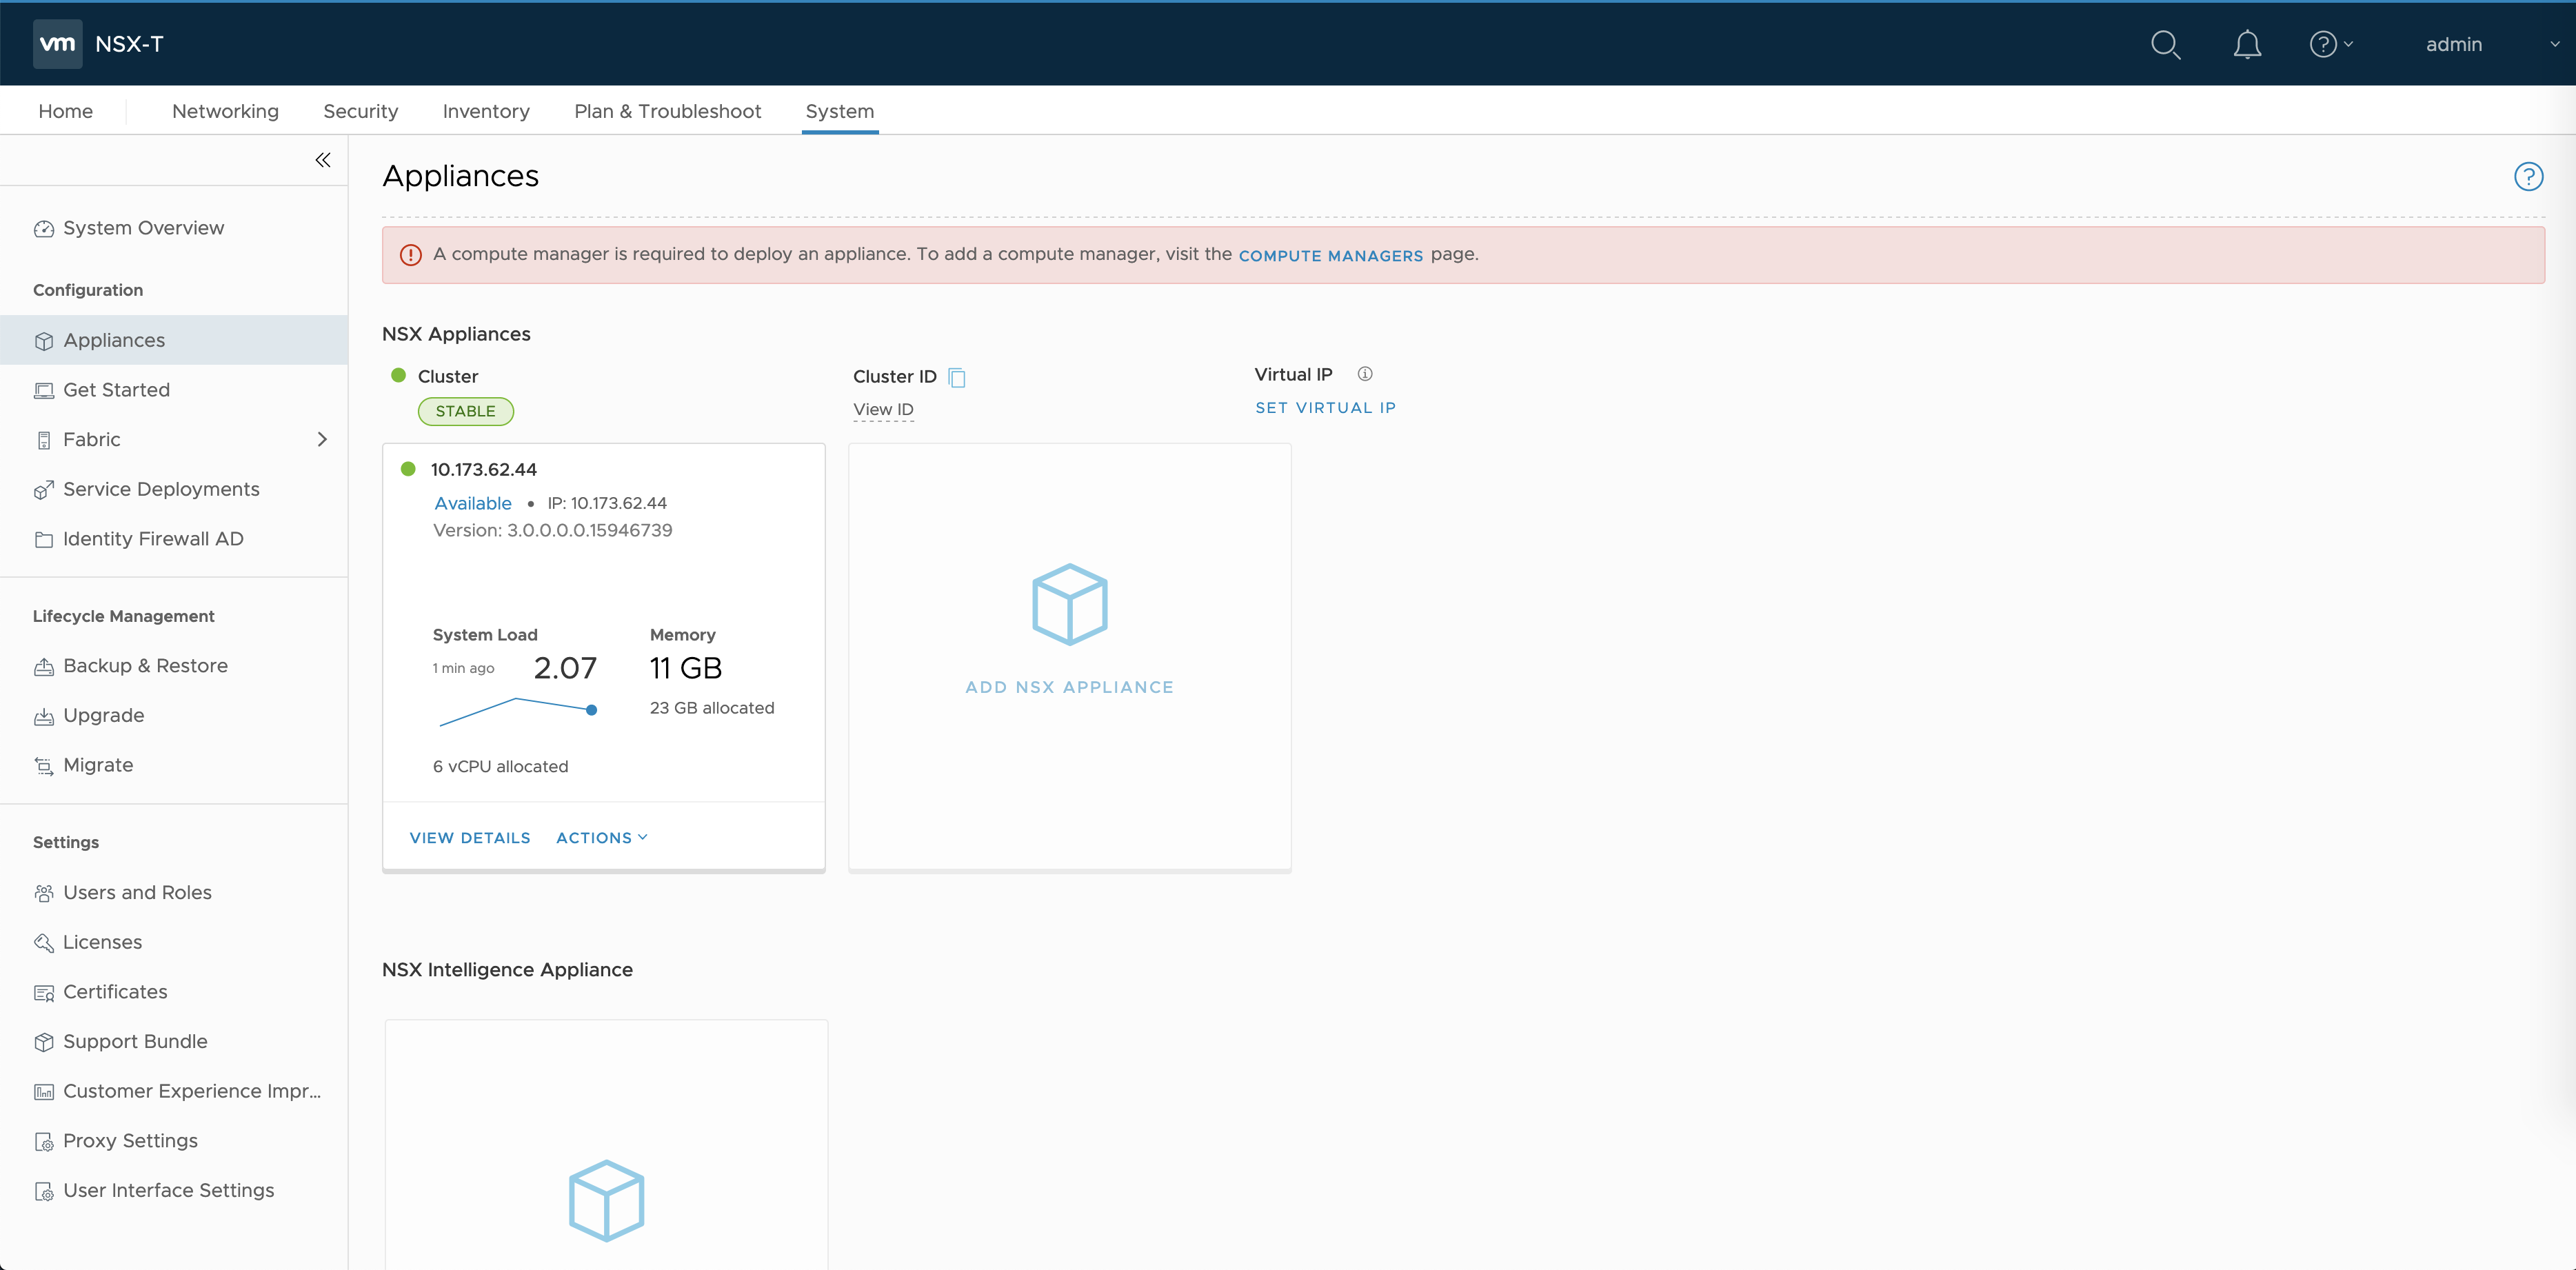 vm NSX-T
admin
Home Networking Security Inventory Plan & Troubleshoot System
System Overview
Configuration
Appliances
Get Started
Fabric
Service Deployments
Identity Firewall AD
Lifecycle Management
Backup & Restore
Upgrade
Migrate
Settings
Users and Roles
Licenses
Certificates
Support Bundle
Customer Experience Impr...
Proxy Settings
User Interface Settings
Appliances
A compute manager is required to deploy an appliance. To add a compute manager, visit the COMPUTE MANAGERS page.
NSX Appliances
Cluster
STABLE
Cluster ID
View ID
Virtual IP
SET VIRTUAL IP
10.173.62.44
Available • IP: 10.173.62.44
Version: 3.0.0.0.0.15946739
System Load
1 min ago 2.07
Memory
11 GB
23 GB allocated
6 vCPU allocated
VIEW DETAILS ACTIONS
ADD NSX APPLIANCE
NSX Intelligence Appliance